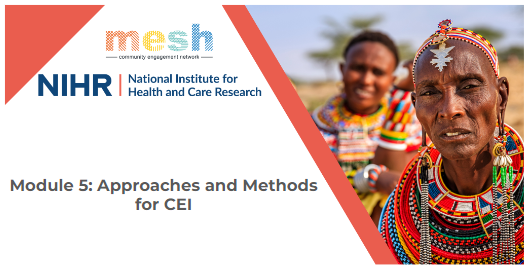 mesh
community engagement network
NIHR | National Institute for
Health and Care Research
Module 5: Approaches and Methods
for CEI